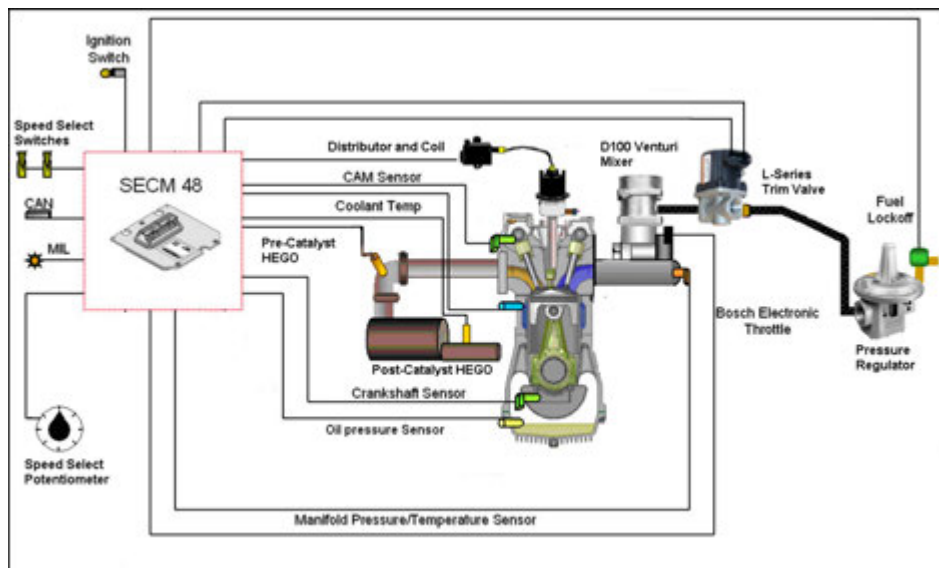 Ignition
Switch
Speed Select
Switches
SECM 48
CAN
MIL
Speed Select
Potentiometer
Distributor and Coil
CAM Sensor
Coolant Temp
Pre-Catalyst
HEGO
Post-Catalyst HEGO
Crankshaft Sensor
Oil pressure Sensor
Manifold Pressure/Temperature Sensor
D100 Venturi
Mixer
L-Series
Trim Valve
Fuel
Lockoff
Bosch Electronic
Throttle
Pressure
Regulator